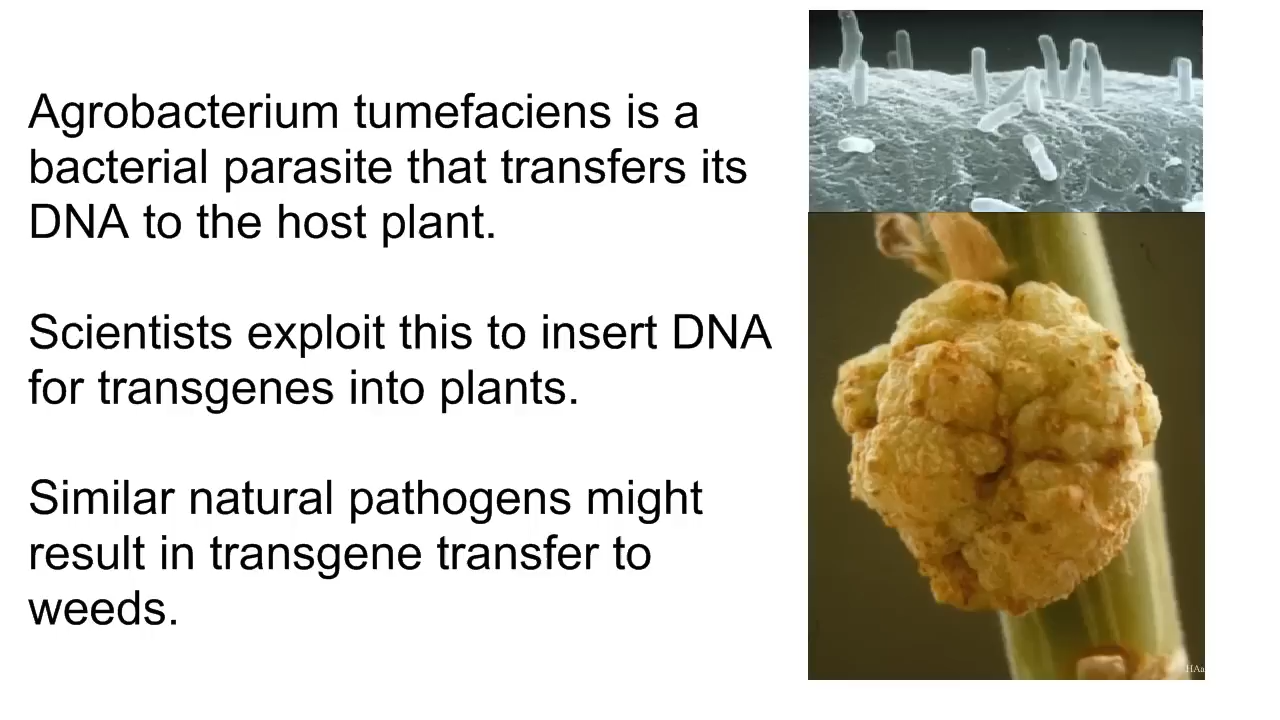 Agrobacterium tumefaciens is a
bacterial parasite that transfers its
DNA to the host plant.
Scientists exploit this to insert DNA
for transgenes into plants.
Similar natural pathogens might
result in transgene transfer to
weeds.